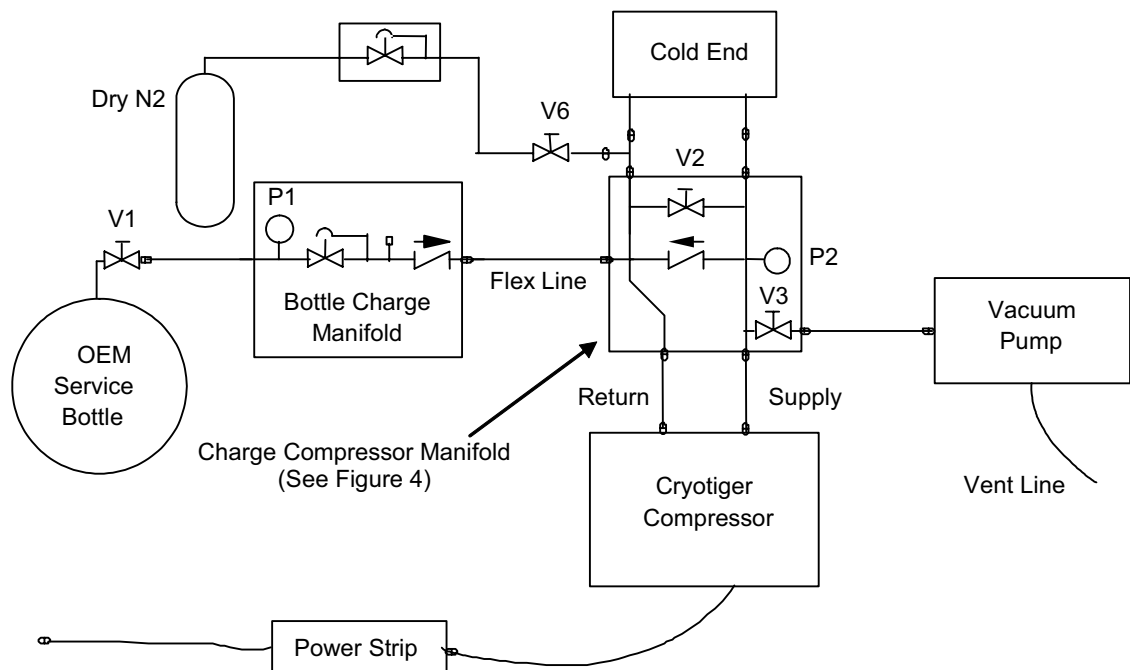 Cold End
Dry N2
V6
V2
P1
V1
P2
Flex Line
V3
Bottle Charge
Manifold
Vacuum
Pump
OEM
Service
Bottle
Return
Supply
Charge Compressor Manifold
(See Figure 4)
Cryotiger
Compressor
Vent Line
Power Strip